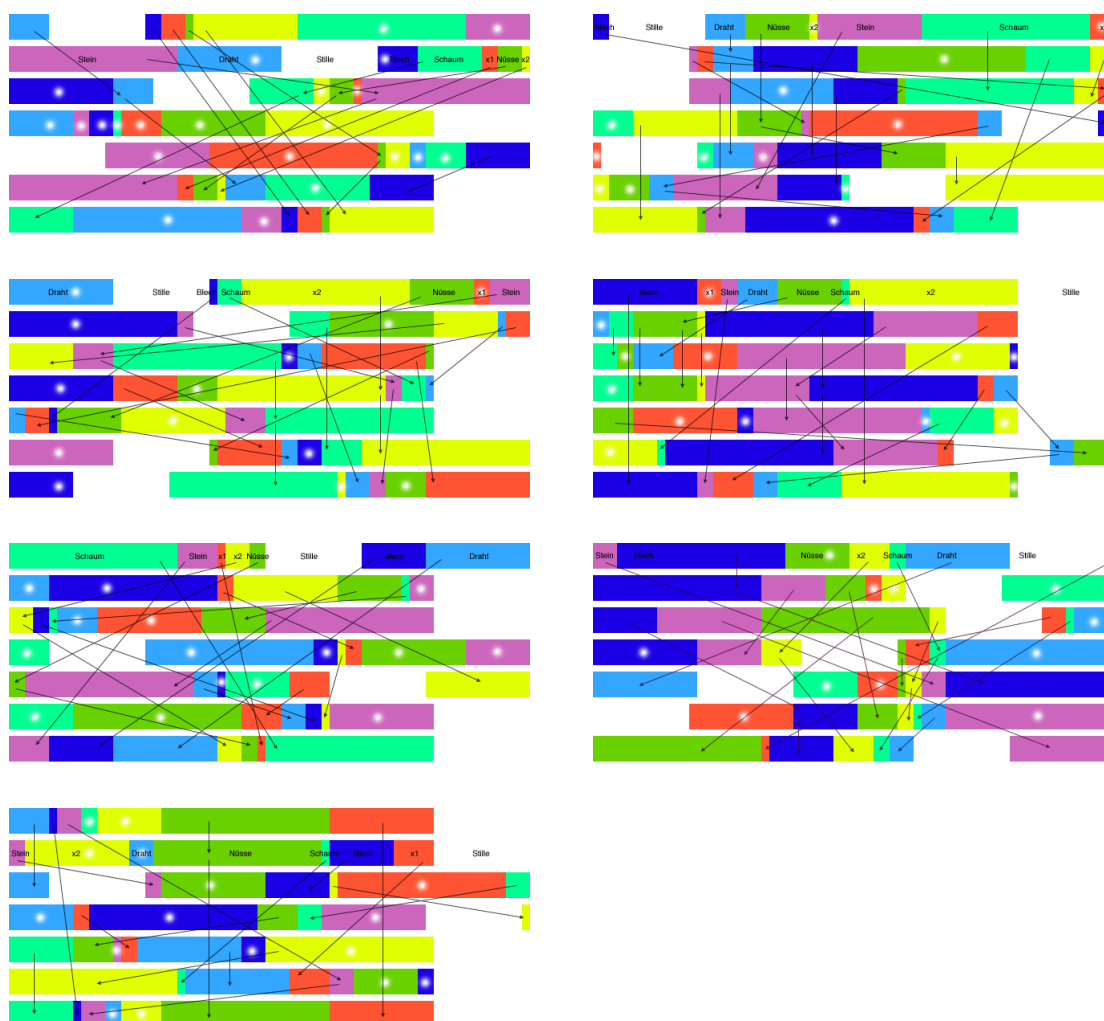 Blech Stille Draht Nüsse x2 Stein Schaum x
Stein Draht Stille Blech Schaum x1 Nüsse x2
Draht Stille Blech Schaum x2 Nüsse x1 Stein
Blech x1 Stein Draht Nüsse Schaum x2 Stille
Schaum Stein x1 x2 Nüsse Stille Blech Draht
Stein Blech Nüsse x2 Schaum Draht Stille
Stein x2 Draht Nüsse Schaum Blech x1 Stille